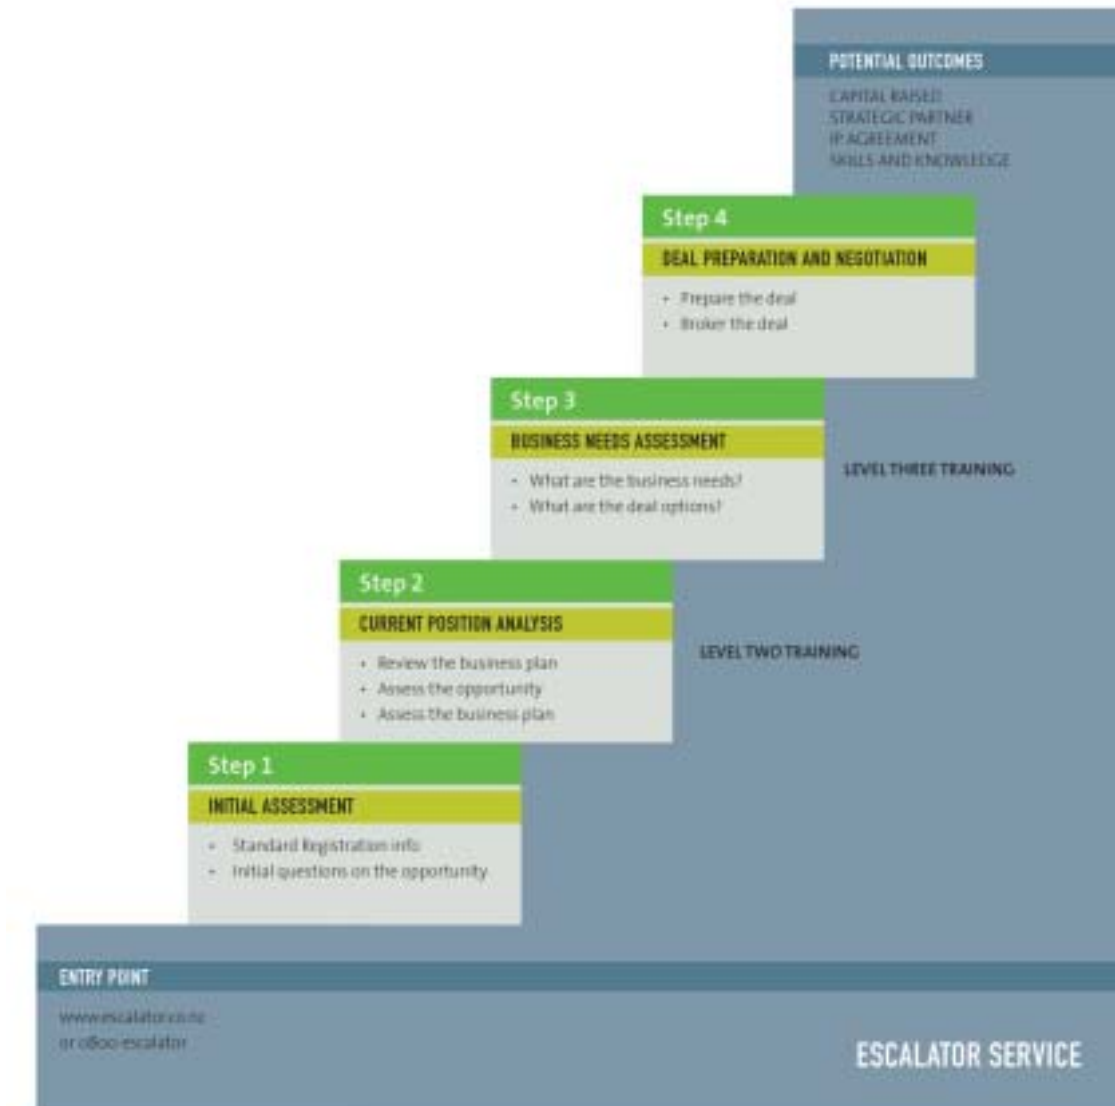 POTENTIAL OUTCOMES
CAPITAL RAISED
STRATEGIC PARTNER
IP AGREEMENT
SKILLS AND KNOWLEDGE
Step 4
DEAL PREPARATION AND NEGOTIATION
• Prepare the deal
• Broker the deal
Step 3
BUSINESS NEEDS ASSESSMENT
• What are the business needs?
• What are the deal options?
LEVEL THREE TRAINING
Step 2
CURRENT POSITION ANALYSIS
• Review the business plan
• Assess the opportunity
• Assess the business plan
LEVEL TWO TRAINING
Step 1
INITIAL ASSESSMENT
• Standard Registration info
• Initial questions on the opportunity
ENTRY POINT
www.escalator.co.nz
or 0800-escalator
ESCALATOR SERVICE